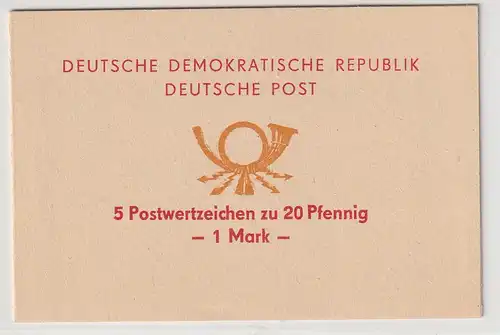 DEUTSCHE DEMOKRATISCHE REPUBLIK
DEUTSCHE POST
5 Postwertzeichen zu 20 Pfennig
– 1 Mark –